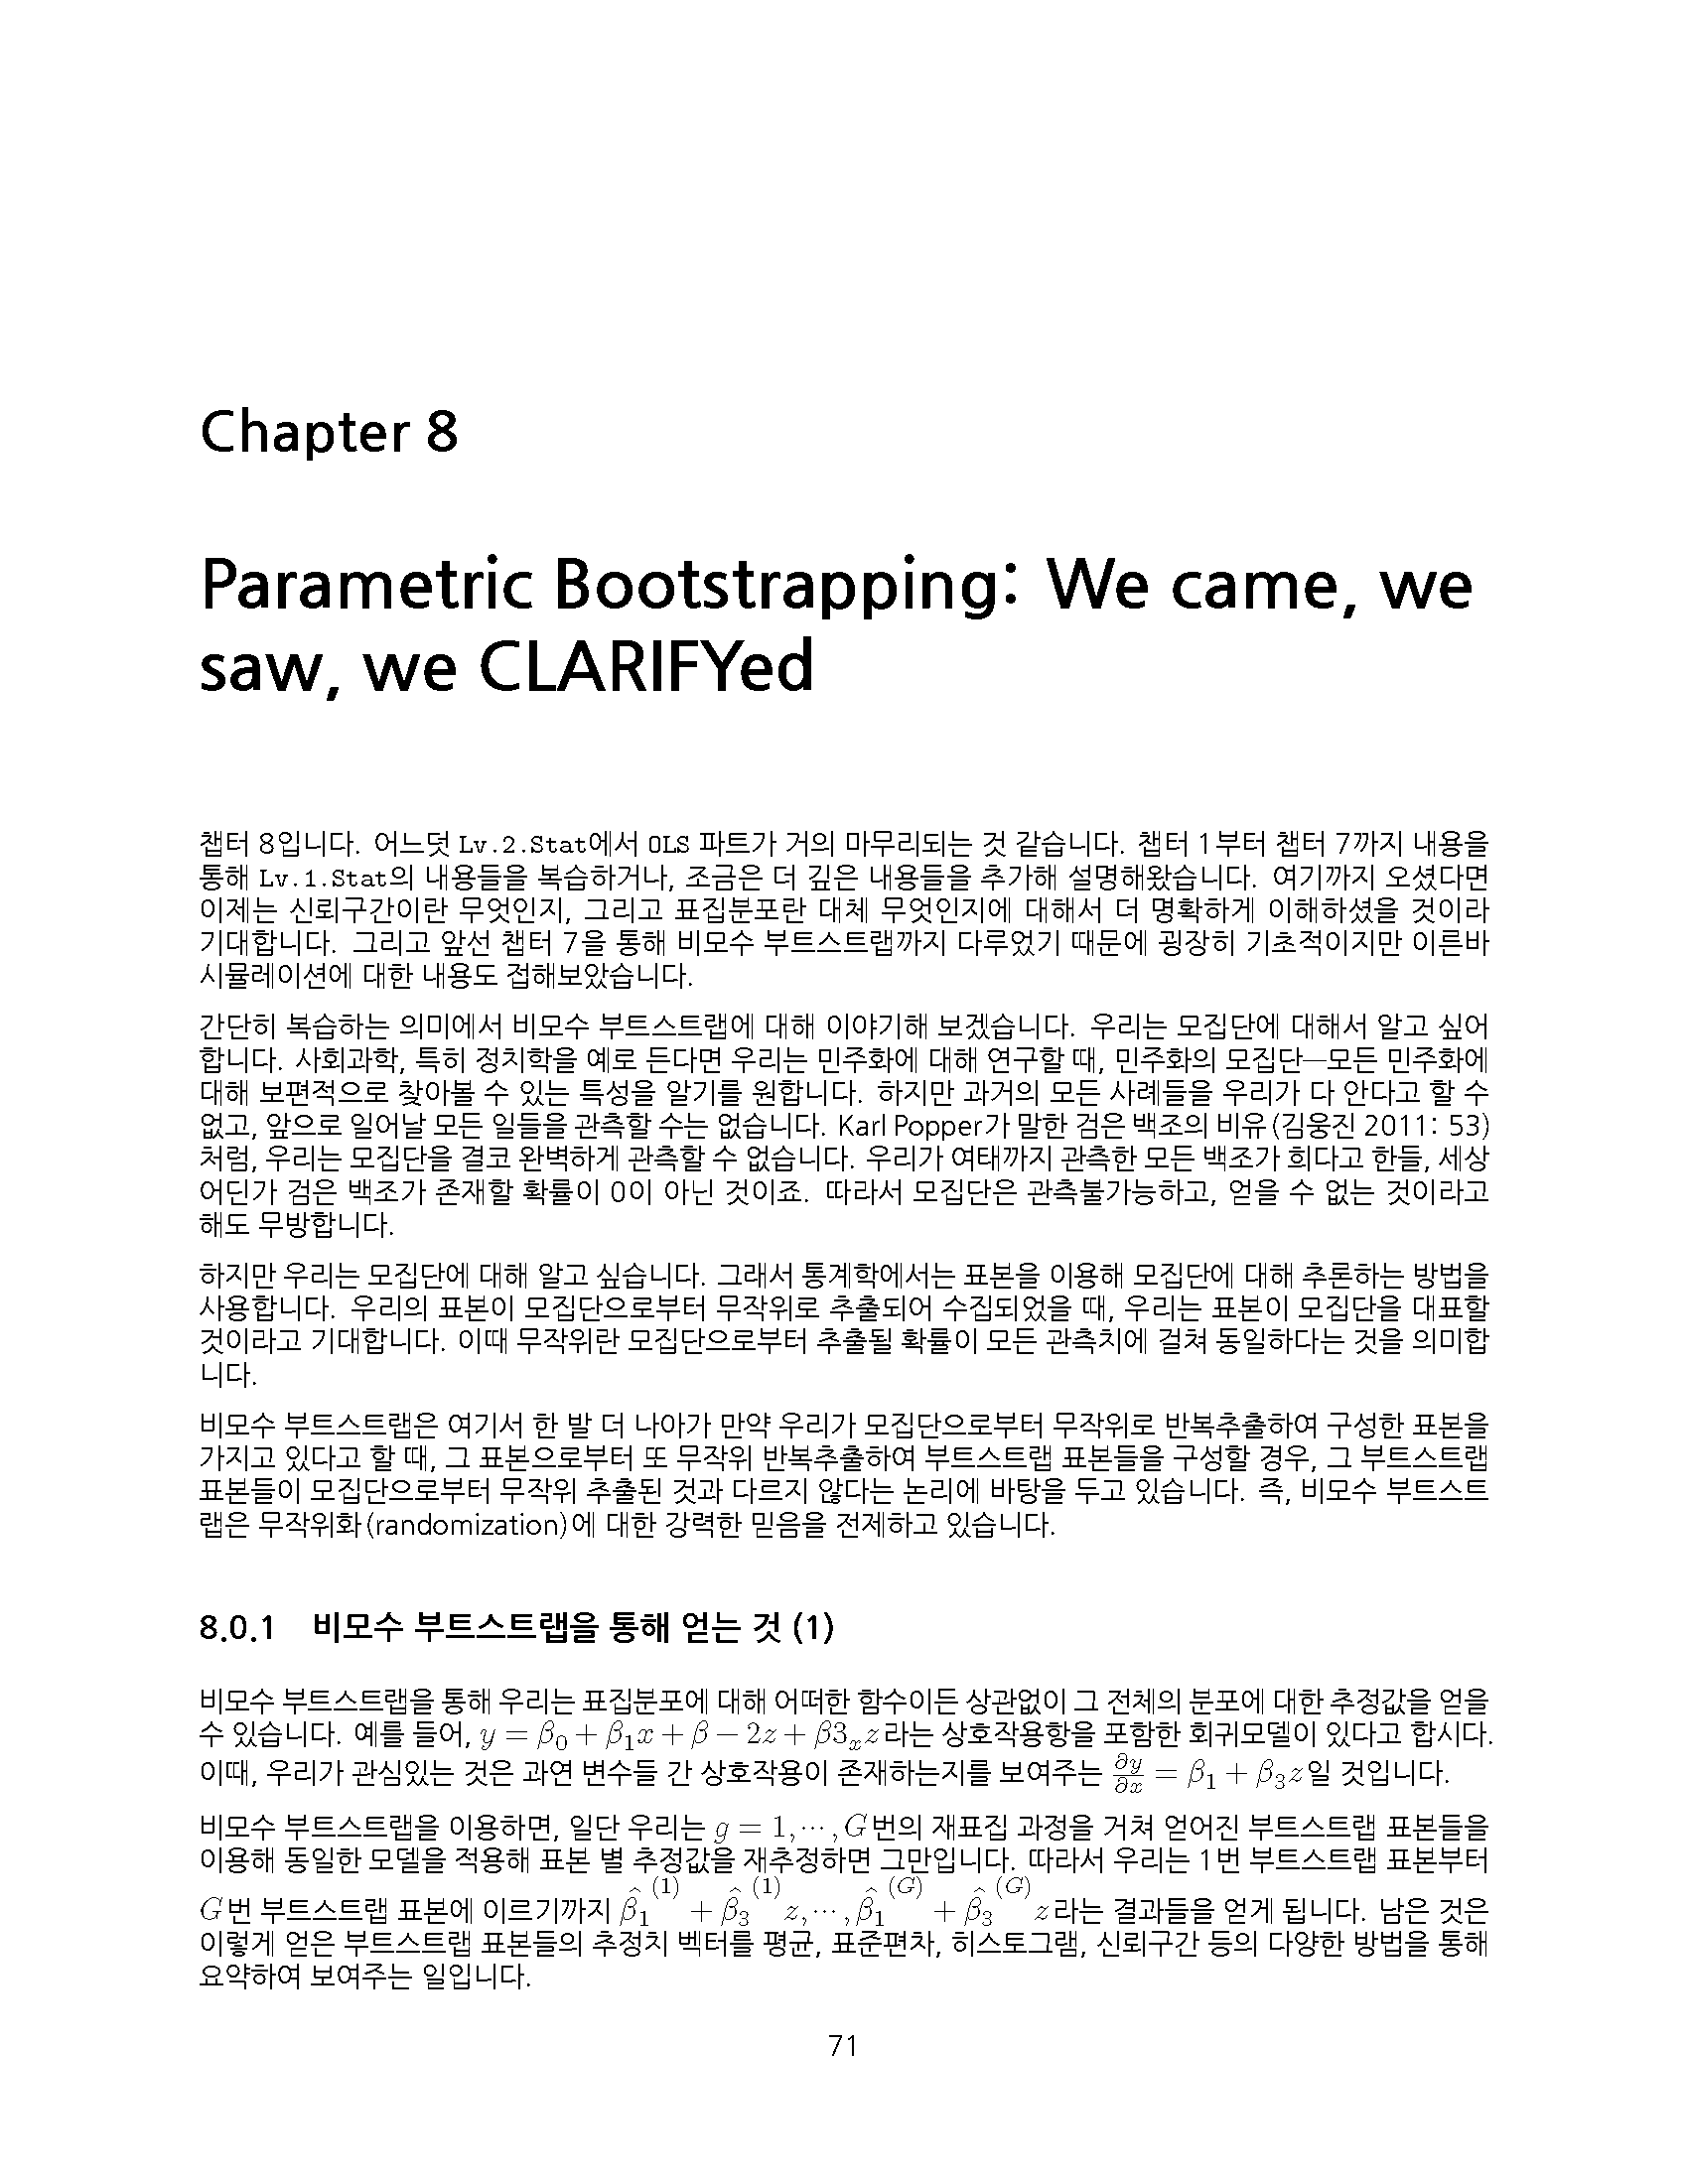 Chapter 8
Parametric Bootstrapping: We came, we
saw, we CLARIFYed
챕터 8입니다. 어느덧 Lv.2.Stat에서 OLS 파트가 거의 마무리되는 것 같습니다. 챕터 1부터 챕터 7까지 내용을
통해 Lv.1.Stat의 내용들을 복습하거나, 조금은 더 깊은 내용들을 추가해 설명해왔습니다. 여기까지 오셨다면
이제는 신뢰구간이란 무엇인지, 그리고 표집분포란 대체 무엇인지에 대해서 더 명확하게 이해하셨을 것이라
기대합니다. 그리고 앞선 챕터 7을 통해 비모수 부트스트랩까지 다루었기 때문에 굉장히 기초적이지만 이른바
시뮬레이션에 대한 내용도 접해보았습니다.
간단히 복습하는 의미에서 비모수 부트스트랩에 대해 이야기해 보겠습니다. 우리는 모집단에 대해서 알고 싶어
합니다. 사회과학, 특히 정치학을 예로 든다면 우리는 민주화에 대해 연구할 때, 민주화의 모집단—모든 민주화에
대해 보편적으로 찾아볼 수 있는 특성을 알기를 원합니다. 하지만 과거의 모든 사례들을 우리가 다 안다고 할 수
없고, 앞으로 일어날 모든 일들을 관측할 수는 없습니다. Karl Popper가 말한 검은 백조의 비유(김웅진 2011: 53)
처럼, 우리는 모집단을 결코 완벽하게 관측할 수 없습니다. 우리가 여태까지 관측한 모든 백조가 희다고 한들, 세상
어딘가 검은 백조가 존재할 확률이 0이 아닌 것이죠. 따라서 모집단은 관측불가능하고, 얻을 수 없는 것이라고
해도 무방합니다.
하지만 우리는 모집단에 대해 알고 싶습니다. 그래서 통계학에서는 표본을 이용해 모집단에 대해 추론하는 방법을
사용합니다. 우리의 표본이 모집단으로부터 무작위로 추출되어 수집되었을 때, 우리는 표본이 모집단을 대표할
것이라고 기대합니다. 이때 무작위란 모집단으로부터 추출될 확률이 모든 관측치에 걸쳐 동일하다는 것을 의미합
니다.
비모수 부트스트랩은 여기서 한 발 더 나아가 만약 우리가 모집단으로부터 무작위로 반복추출하여 구성한 표본을
가지고 있다고 할 때, 그 표본으로부터 또 무작위 반복추출하여 부트스트랩 표본들을 구성할 경우, 그 부트스트랩
표본들이 모집단으로부터 무작위 추출된 것과 다르지 않다는 논리에 바탕을 두고 있습니다. 즉, 비모수 부트스트
랩은 무작위화(randomization)에 대한 강력한 믿음을 전제하고 있습니다.
8.0.1 비모수 부트스트랩을 통해 얻는 것 (1)
비모수 부트스트랩을 통해 우리는 표집분포에 대해 어떠한 함수이든 상관없이 그 전체의 분포에 대한 추정값을 얻을
수 있습니다. 예를 들어, $y = \beta_0 + \beta_1 x + \beta - 2z + \beta 3_x z$라는 상호작용항을 포함한 회귀모델이 있다고 합시다.
이때, 우리가 관심있는 것은 과연 변수들 간 상호작용이 존재하는지를 보여주는 $\frac{\partial y}{\partial x} = \beta_1 + \beta_3 z$일 것입니다.
비모수 부트스트랩을 이용하면, 일단 우리는 $g = 1, \cdots, G$번의 재표집 과정을 거쳐 얻어진 부트스트랩 표본들을
이용해 동일한 모델을 적용해 표본 별 추정값을 재추정하면 그만입니다. 따라서 우리는 1번 부트스트랩 표본부터
$G$번 부트스트랩 표본에 이르기까지 $\hat{\beta_1}^{(1)} + \hat{\beta_3}^{(1)} z, \cdots, \hat{\beta_1}^{(G)} + \hat{\beta_3}^{(G)} z$라는 결과들을 얻게 됩니다. 남은 것은
이렇게 얻은 부트스트랩 표본들의 추정치 벡터를 평균, 표준편차, 히스토그램, 신뢰구간 등의 다양한 방법을 통해
요약하여 보여주는 일입니다.
71